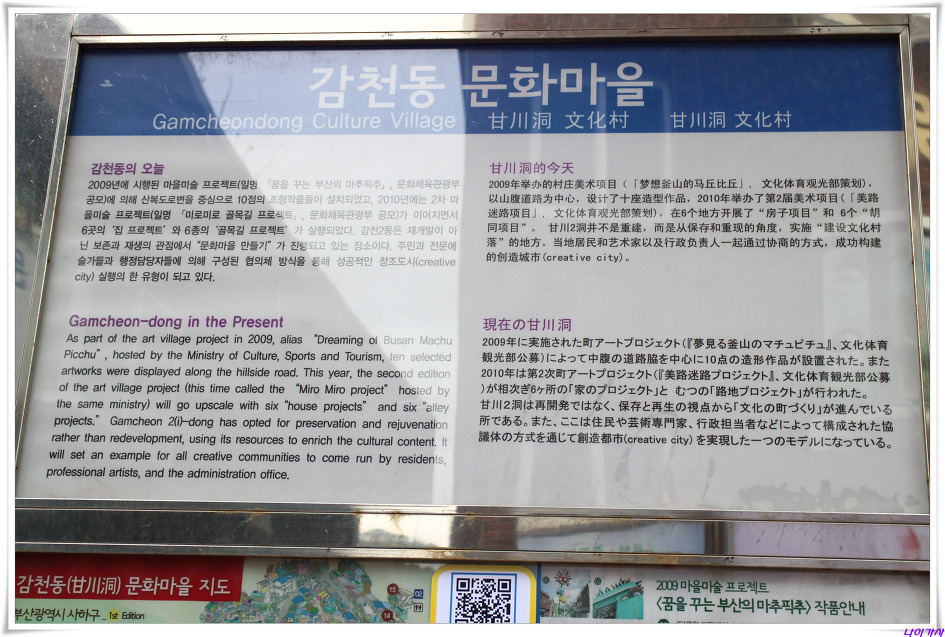 감천동 문화마을
Gamcheondong Culture Village 甘川洞 文化村 甘川洞 文化村
감천동의 오늘
2009년에 시행된 마을미술 프로젝트(일명 「꿈을 꾸는 부산의 마추픽추」, 문화체육관광부
공모)에 의해 산복도로변을 중심으로 10점의 조형작품들이 설치되었고, 2010년에는 2차 마
을미술 프로젝트(일명 「미로미로 골목길 프로젝트」, 문화체육관광부 공모)가 이어지면서
6곳의 '집 프로젝트' 와 6종의 '골목길 프로젝트' 가 실행되었다. 감천2동은 재개발이 아
닌 보존과 재생의 관점에서 "문화마을 만들기" 가 진행되고 있는 장소이다. 주민과 전문예
술가들과 행정담당자들에 의해 구성된 협의체 방식을 통해 성공적인 창조도시(creative
city) 실행의 한 유형이 되고 있다.
甘川洞的今天
2009年举办的村庄美术项目（「梦想釜山的马丘比丘」, 文化体育观光部策划),
以山腹道路为中心，设计了十座造型作品，2010年举办了第2届美术项目(「美路
迷路项目」, 文化体育观光部策划)，在6个地方开展了 "房子项目" 和 6个 "胡
同项目" 。 甘川2洞并不是重建，而是从保存和重现的角度，实施 "建设文化村
落" 的地方。当地居民和艺术家以及行政负责人一起通过协商的方式，成功构建
的创造城市(creative city)。
Gamcheon-dong in the Present
As part of the art village project in 2009, alias "Dreaming of Busan Machu
Picchu", hosted by the Ministry of Culture, Sports and Tourism, ten selected
artworks were displayed along the hillside road. This year, the second edition
of the art village project (this time called the "Miro Miro project" hosted by
the same ministry) will go upscale with six "house projects" and six "alley
projects." Gamcheon 2(i)-dong has opted for preservation and rejuvenation
rather than redevelopment, using its resources to enrich the cultural content. It
will set an example for all creative communities to come run by residents,
professional artists, and the administration office.
現在の甘川洞
2009年に実施された町アートプロジェクト(『夢見る釜山のマチュピチュ』、文化体育
観光部公募)によって中腹の道路脇を中心に10点の造形作品が設置された。また
2010年は第2次町アートプロジェクト(『美路迷路プロジェクト』、文化体育観光部公募
)が相次ぎ6ヶ所の「家のプロジェクト」と むつの「路地プロジェクト」が行われた。
甘川2洞は再開発ではなく、保存と再生の視点から「文化の町づくり」が進んでいる
所である。また、ここは住民や芸術専門家、行政担当者などによって構成された協
議体の方式を通じて創造都市(creative city) を実現した一つのモデルになっている。
감천동(甘川洞) 문화마을 지도
부산광역시 사하구_ 1st Edition
15
02
14
2009 마을미술 프로젝트
〈꿈을 꾸는 부산의 마추픽추〉 작품안내
나이가사